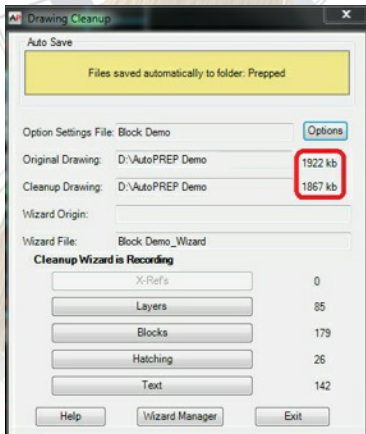 AP Drawing Cleanup X
Auto Save
Files saved automatically to folder: Prepped
Option Settings File: Block Demo Options
Original Drawing: D:\AutoPREP Demo 1922 kb
Cleanup Drawing: D:\AutoPREP Demo 1867 kb
Wizard Origin:
Wizard File: Block Demo_Wizard
Cleanup Wizard is Recording
X-Refs 0
Layers 85
Blocks 179
Hatching 26
Text 142
Help Wizard Manager Exit